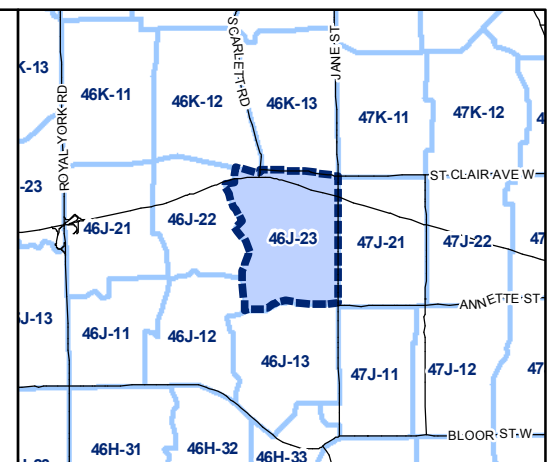 SCARLETT RD
JANE ST
K-13
46K-11
46K-12
46K-13
47K-11
47K-12
4
ROYAL YORK RD
ST CLAIR AVE W
-23
46J-21
46J-22
46J-23
47J-21
47J-22
47
ANNETTE ST
J-13
46J-11
46J-12
46J-13
47J-11
47J-12
47
BLOOR ST W
46H-31
46H-32
46H-33